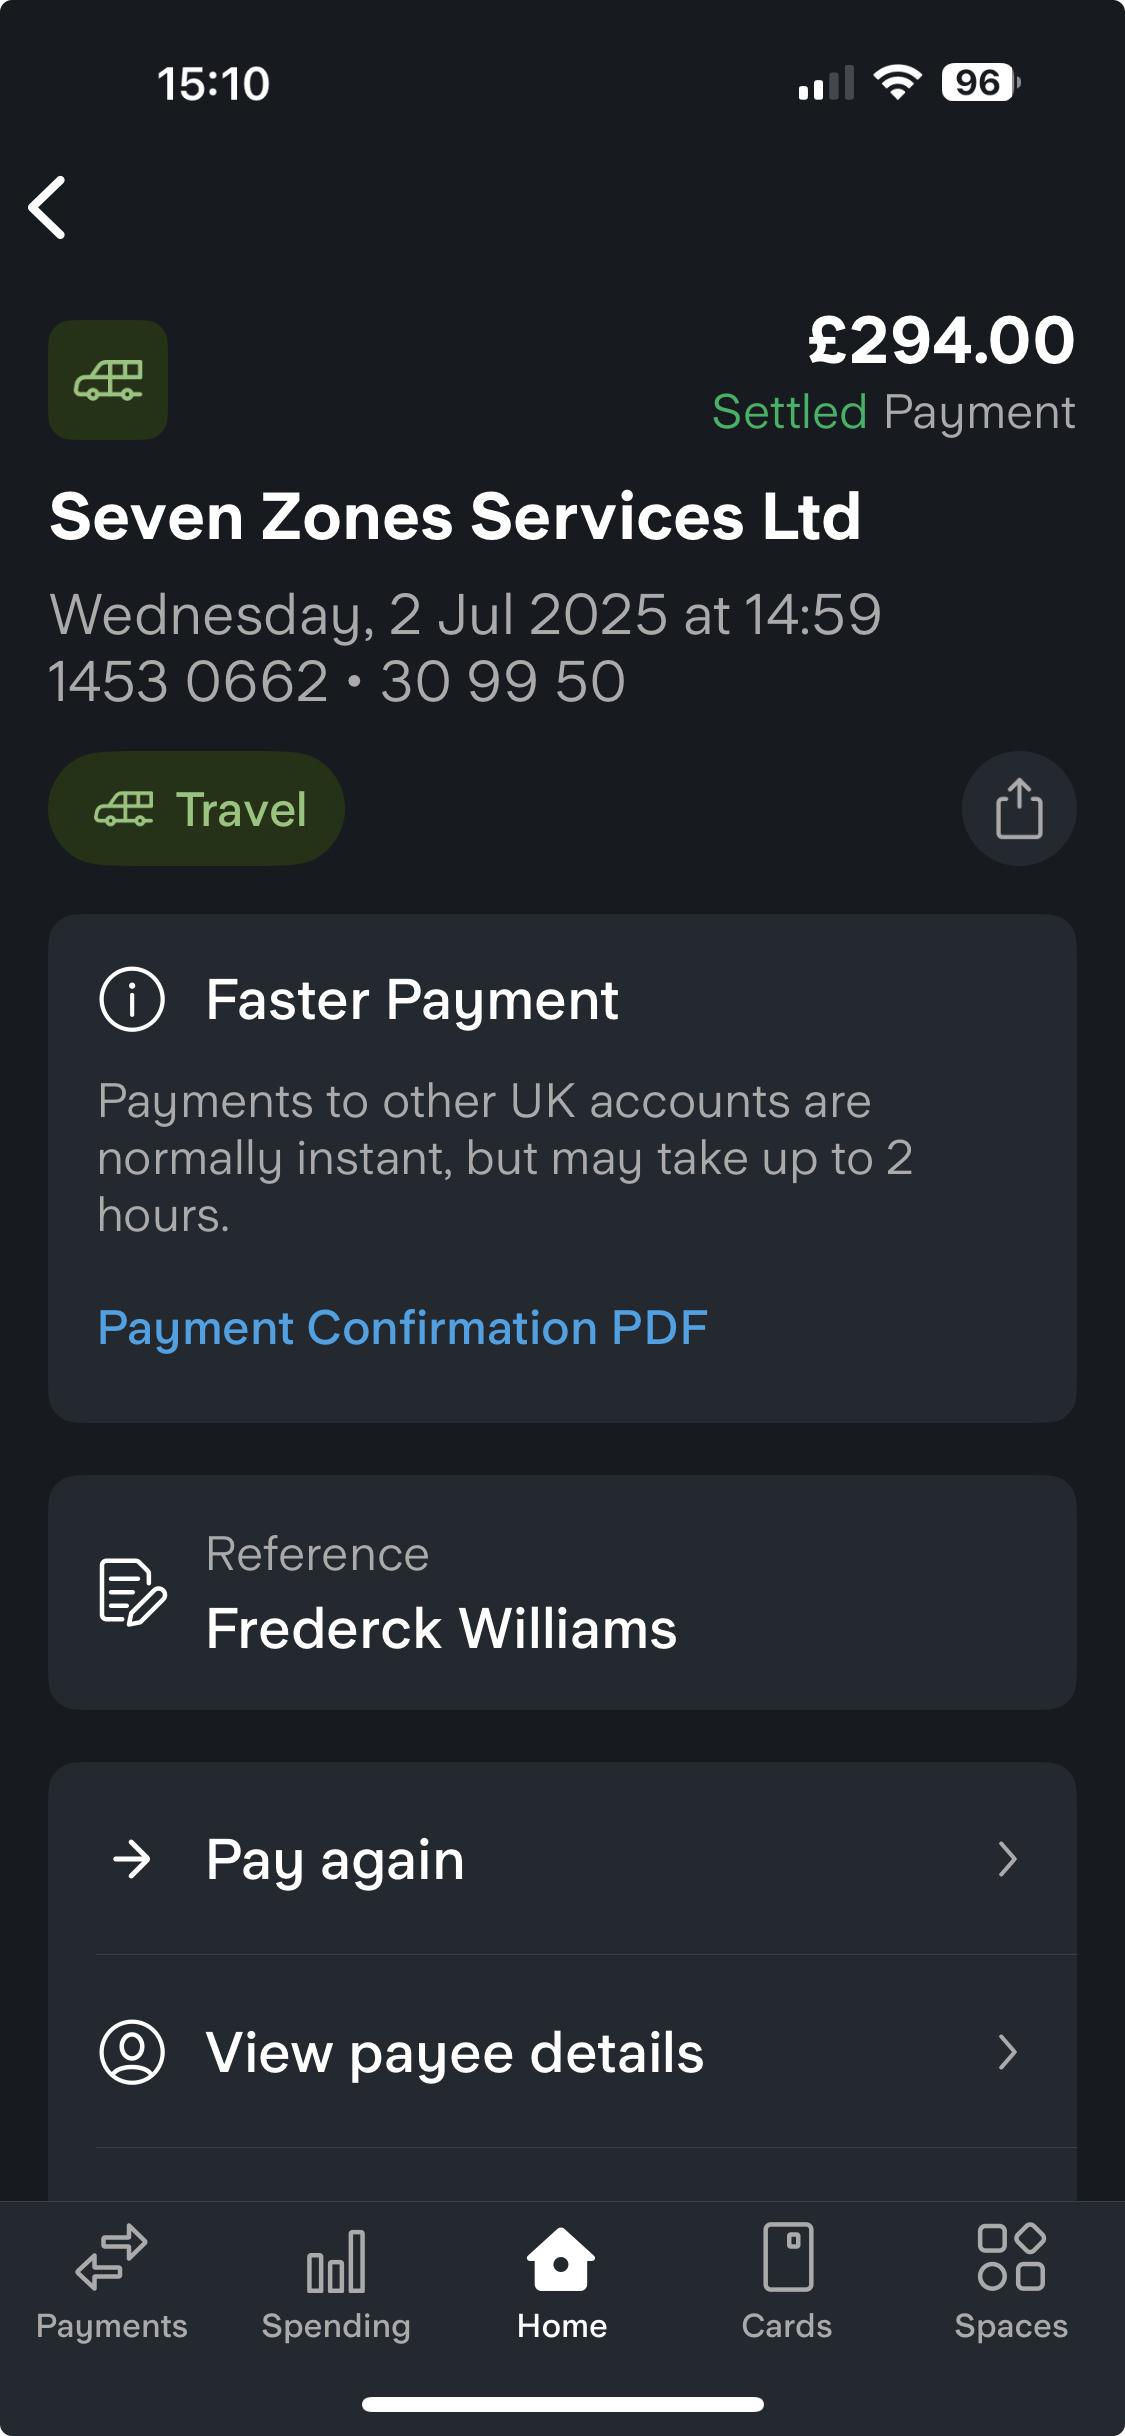 15:10
96
£294.00
Settled Payment
Seven Zones Services Ltd
Wednesday, 2 Jul 2025 at 14:59
1453 0662 • 30 99 50
Travel
Faster Payment
Payments to other UK accounts are
normally instant, but may take up to 2
hours.
Payment Confirmation PDF
Reference
Frederck Williams
Pay again
View payee details
Payments
Spending
Home
Cards
Spaces